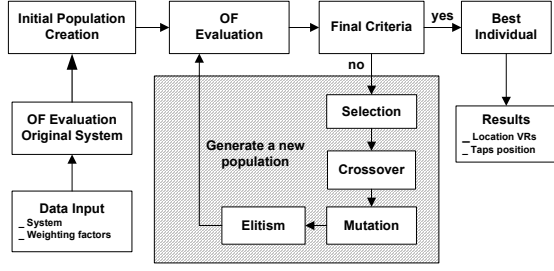 Initial Population
Creation
OF
Evaluation
Final Criteria
yes
Best
Individual
no
OF Evaluation
Original System
Generate a new
population
Selection
Crossover
Mutation
Elitism
Results
_ Location VRs
_ Taps position
Data Input
_ System
_ Weighting factors